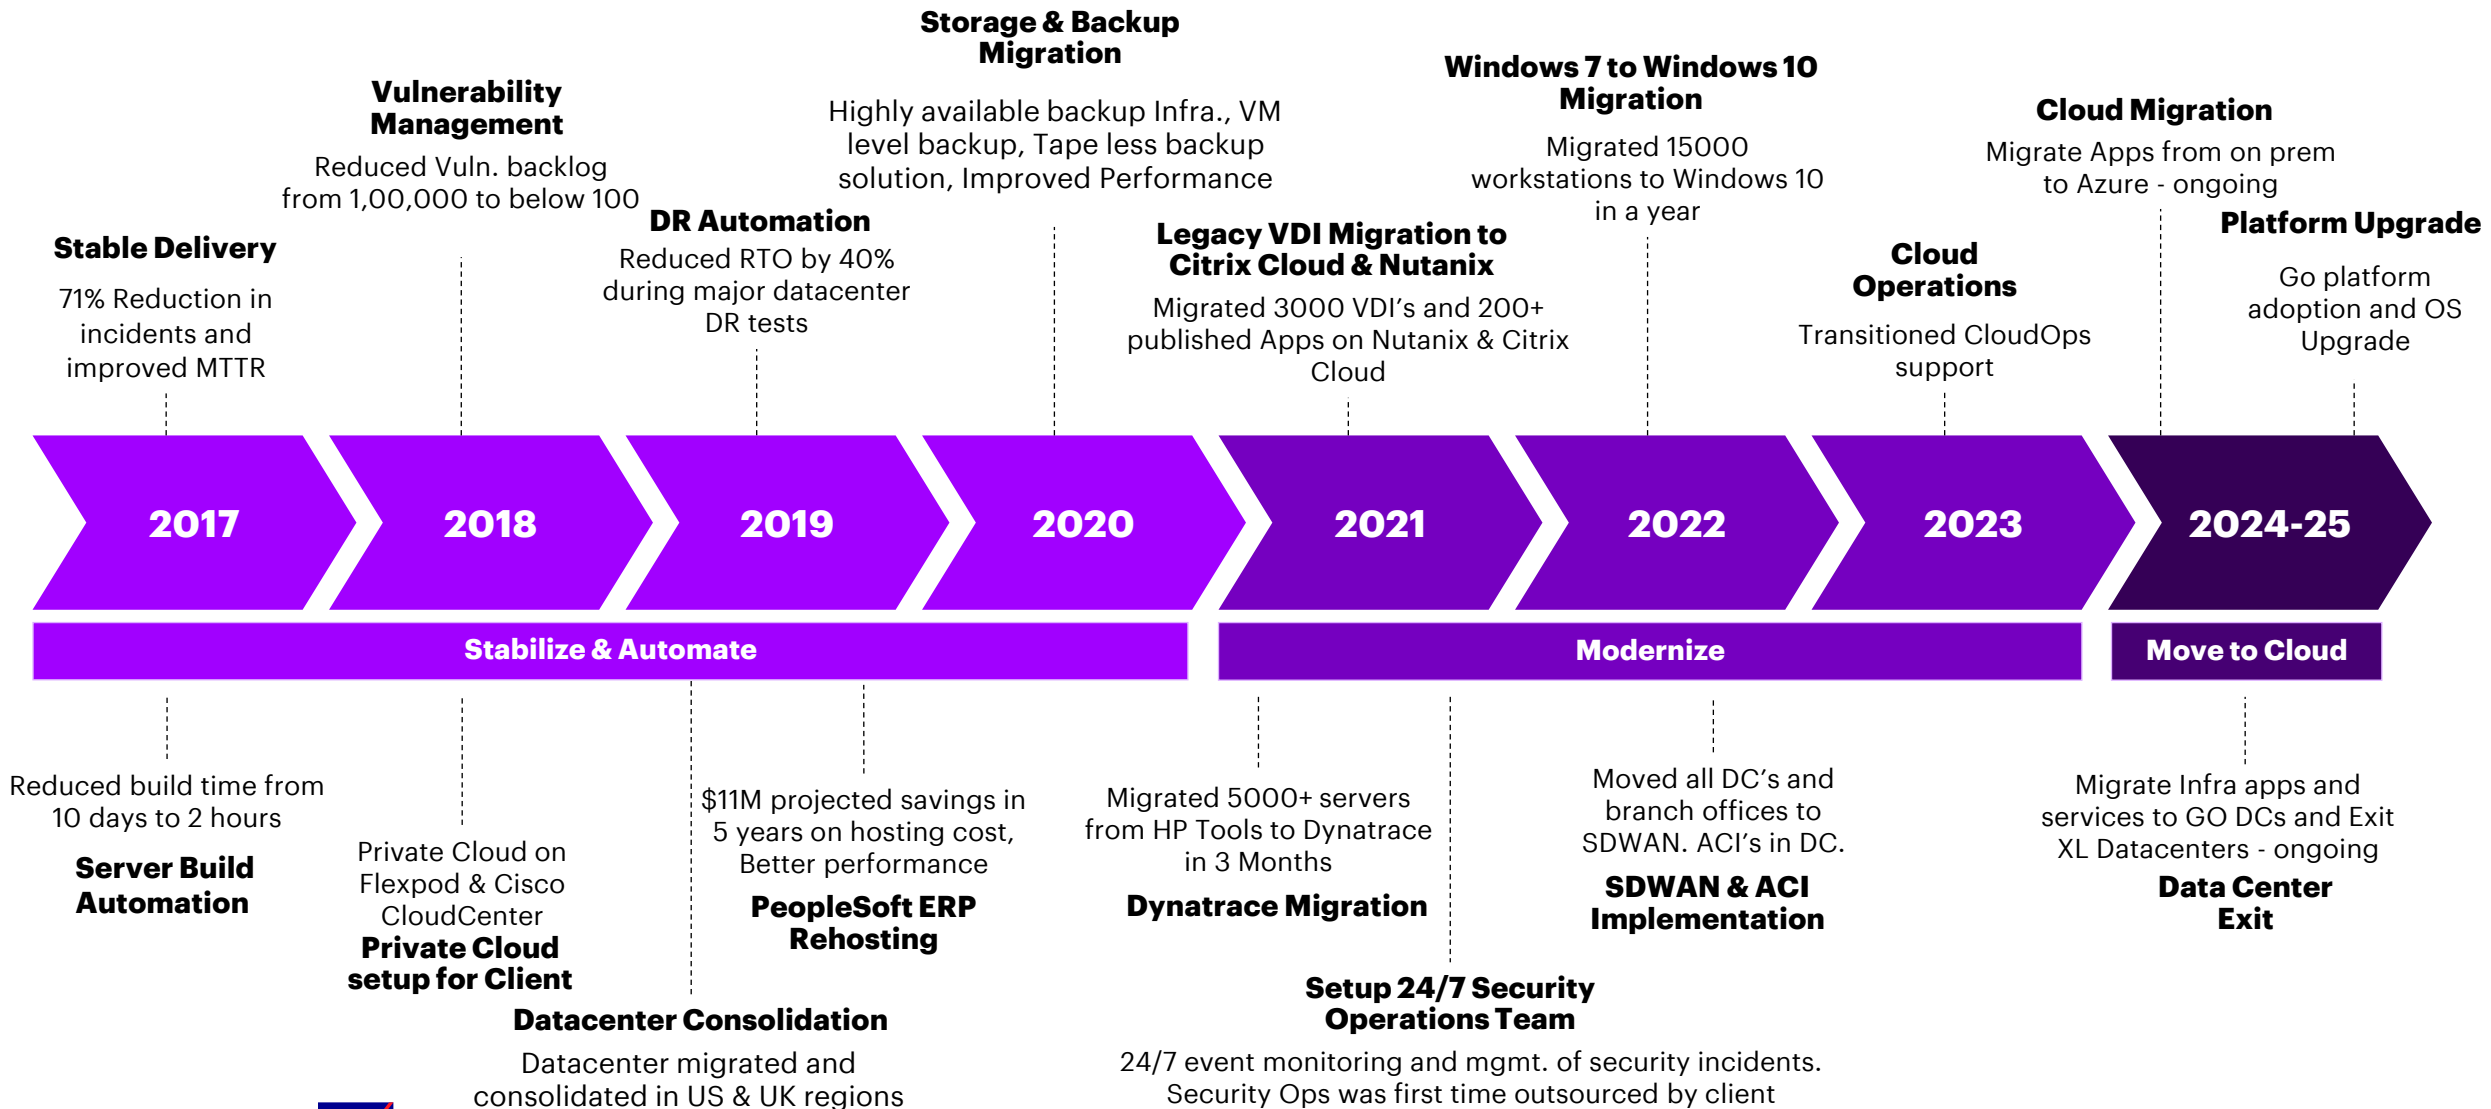 Storage & Backup
Migration
Highly available backup Infra., VM
level backup, Tape less backup
solution, Improved Performance
Windows 7 to Windows 10
Migration
Migrated 15000
workstations to Windows 10
in a year
Vulnerability
Management
Reduced Vuln. backlog
from 1,00,000 to below 100
Cloud Migration
Migrate Apps from on prem
to Azure - ongoing
Stable Delivery
71% Reduction in
incidents and
improved MTTR
DR Automation
Reduced RTO by 40%
during major datacenter
DR tests
Legacy VDI Migration to
Citrix Cloud & Nutanix
Migrated 3000 VDI’s and 200+
published Apps on Nutanix & Citrix
Cloud
Cloud
Operations
Transitioned CloudOps
support
Platform Upgrade
Go platform
adoption and OS
Upgrade
2017
2018
2019
2020
2021
2022
2023
2024-25
Stabilize & Automate
Modernize
Move to Cloud
Reduced build time from
10 days to 2 hours
Server Build
Automation
Private Cloud on
Flexpod & Cisco
CloudCenter
Private Cloud
setup for Client
Datacenter Consolidation
Datacenter migrated and
consolidated in US & UK regions
$11M projected savings in
5 years on hosting cost,
Better performance
PeopleSoft ERP
Rehosting
Migrated 5000+ servers
from HP Tools to Dynatrace
in 3 Months
Dynatrace Migration
Setup 24/7 Security
Operations Team
24/7 event monitoring and mgmt. of security incidents.
Security Ops was first time outsourced by client
Moved all DC’s and
branch offices to
SDWAN. ACI’s in DC.
SDWAN & ACI
Implementation
Migrate Infra apps and
services to GO DCs and Exit
XL Datacenters - ongoing
Data Center
Exit